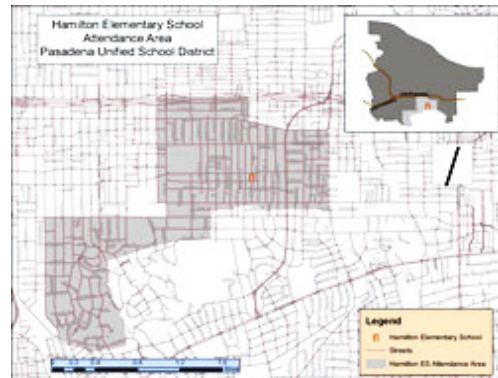 Hamilton Elementary School
Attendance Area
Pasadena Unified School District
n
n
Legend
n Hamilton Elementary School
Streets
Hamilton ES Attendance Area